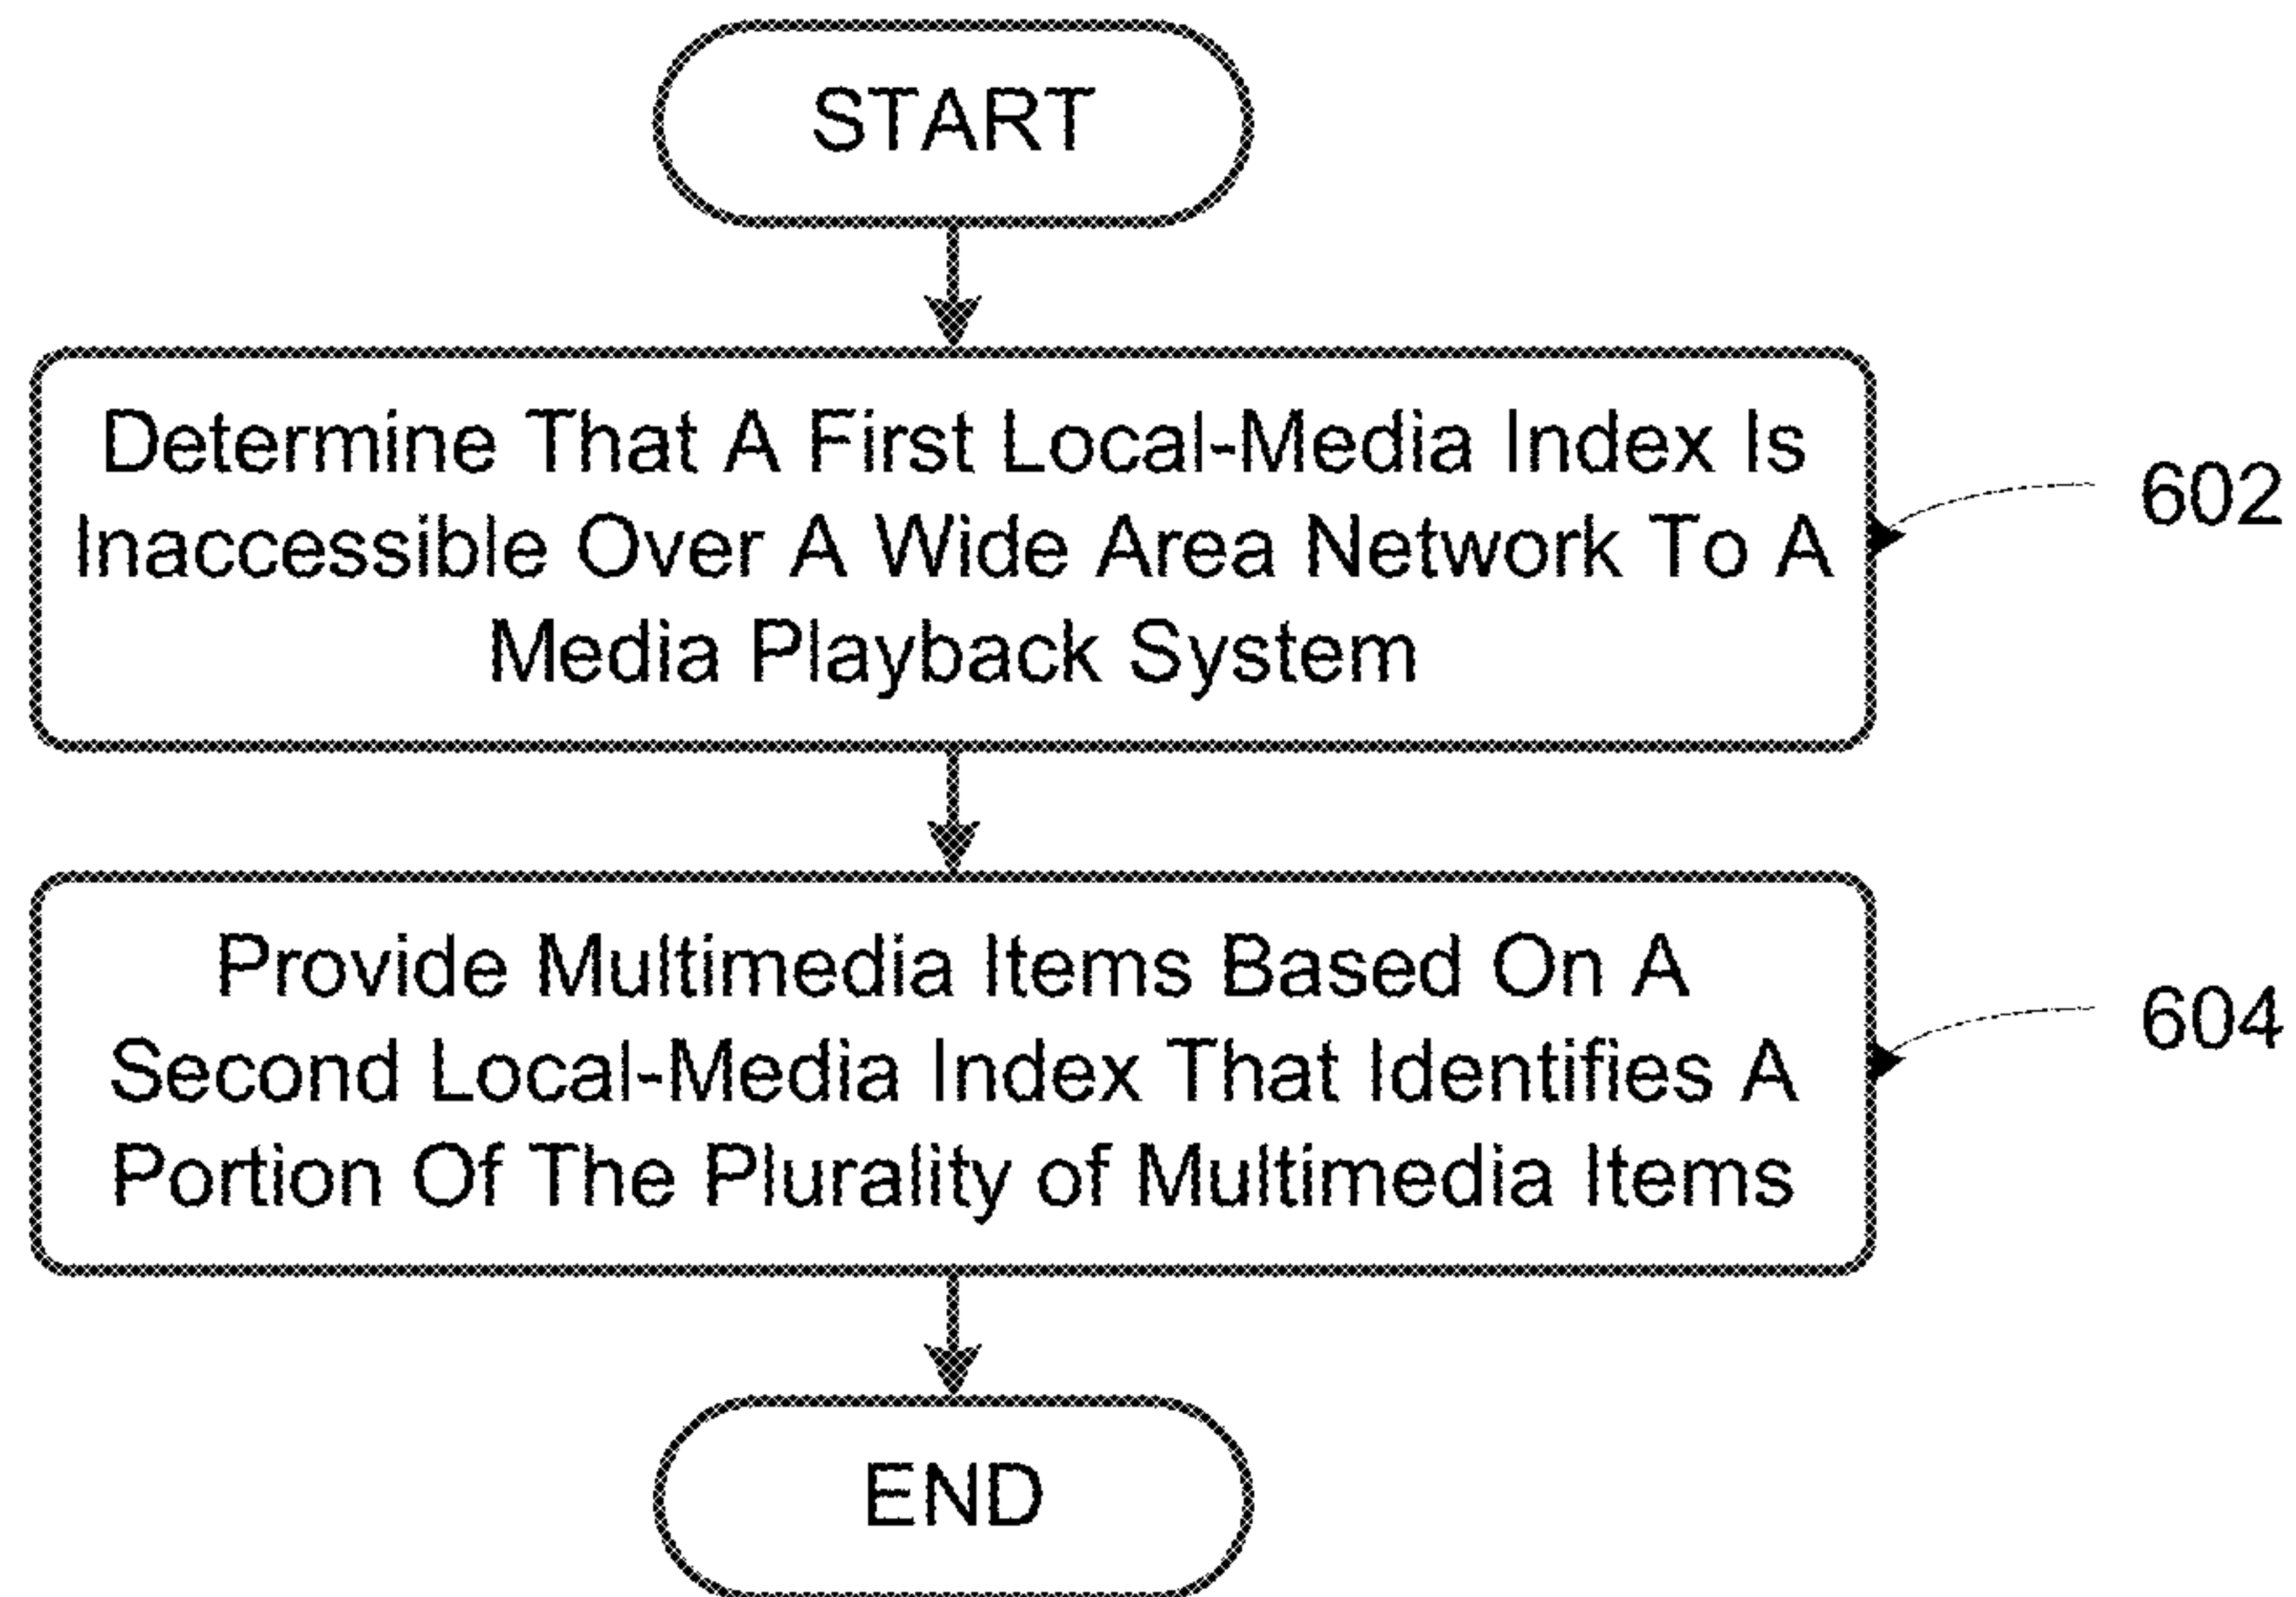 START
Determine That A First Local-Media Index Is
Inaccessible Over A Wide Area Network To A
Media Playback System
602
Provide Multimedia Items Based On A
Second Local-Media Index That Identifies A
Portion Of The Plurality of Multimedia Items
604
END